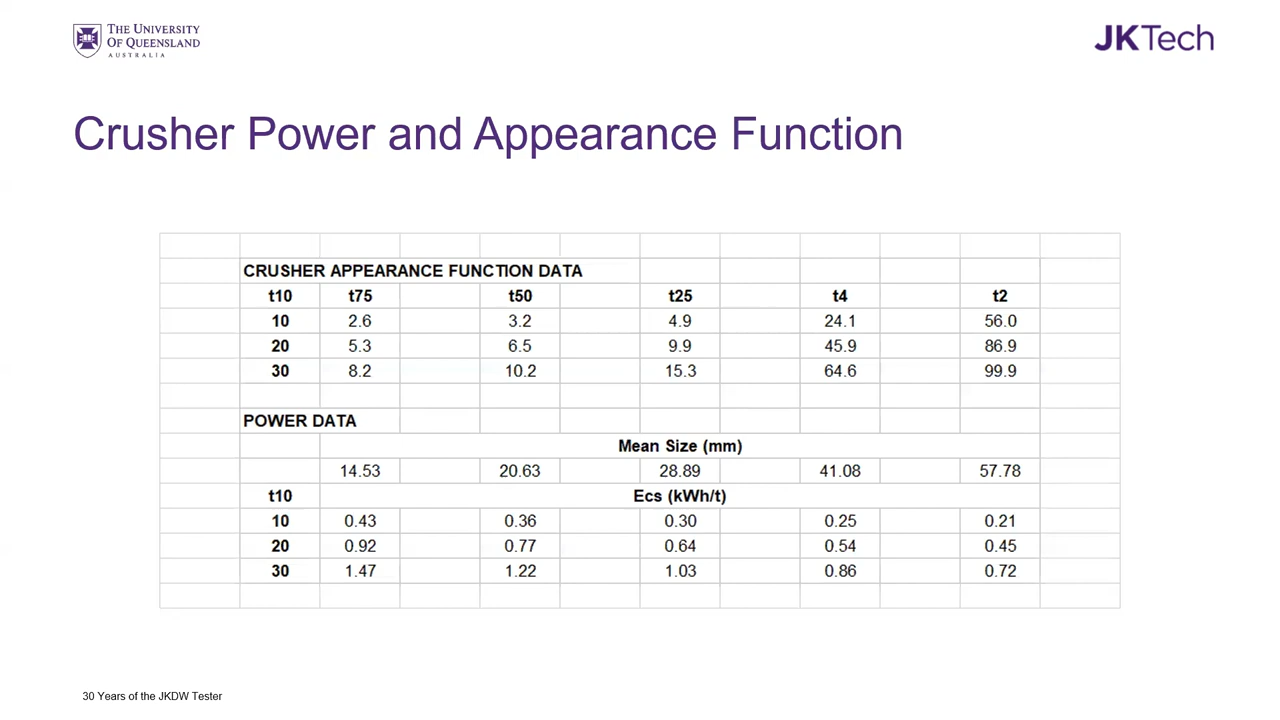 THE UNIVERSITY
OF QUEENSLAND
AUSTRALIA
JKTech
Crusher Power and Appearance Function
CRUSHER APPEARANCE FUNCTION DATA
t10 t75 t50 t25 t4 t2
10 2.6 3.2 4.9 24.1 56.0
20 5.3 6.5 9.9 45.9 86.9
30 8.2 10.2 15.3 64.6 99.9
POWER DATA
Mean Size (mm)
14.53 20.63 28.89 41.08 57.78
t10 Ecs (kWh/t)
10 0.43 0.36 0.30 0.25 0.21
20 0.92 0.77 0.64 0.54 0.45
30 1.47 1.22 1.03 0.86 0.72
30 Years of the JKDW Tester